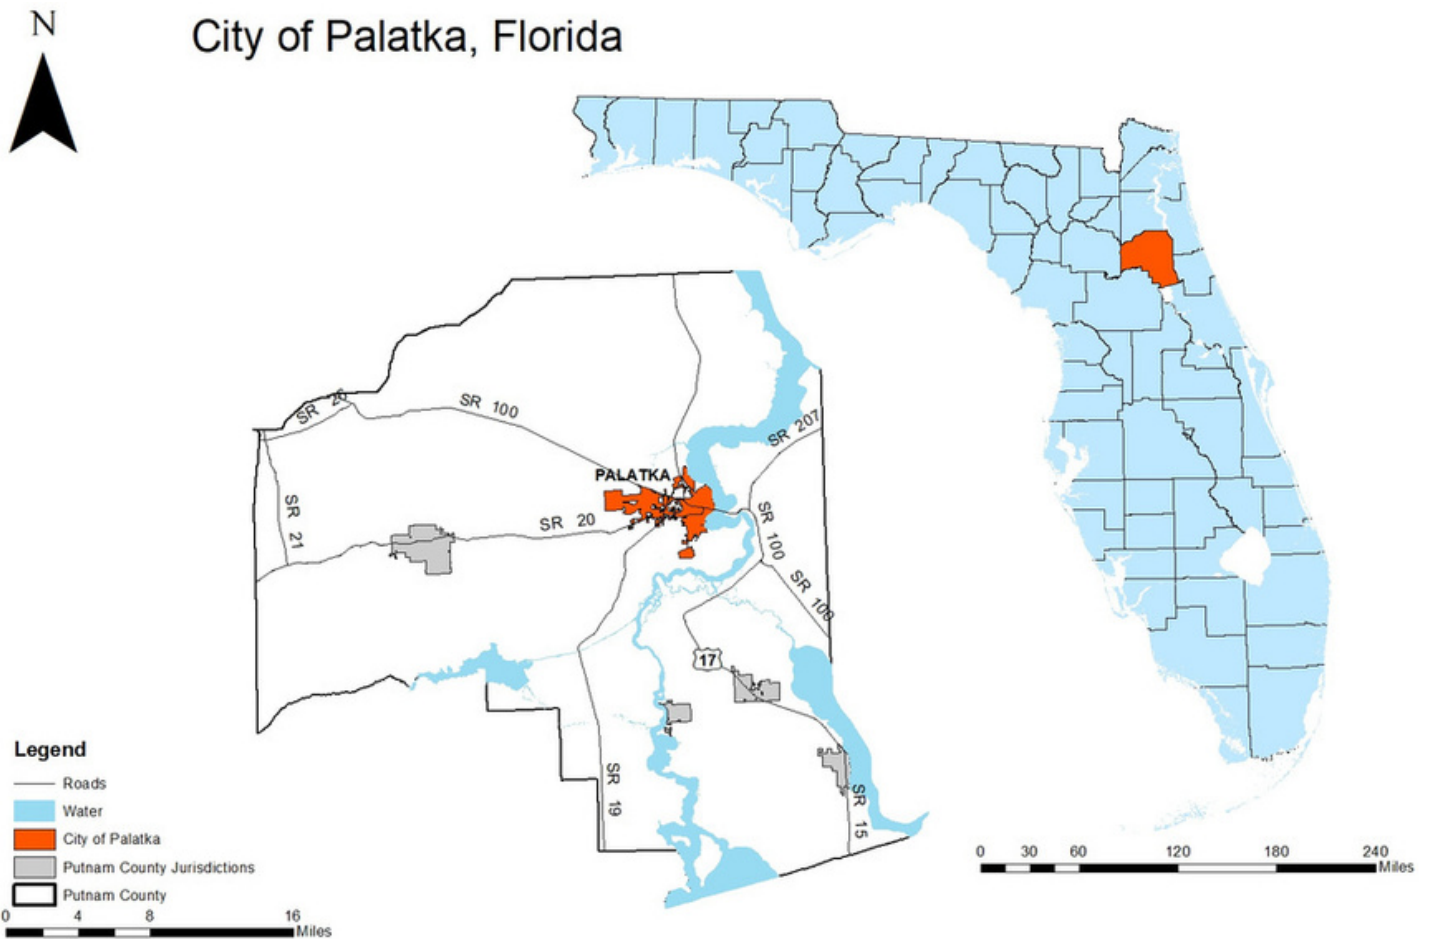 N
City of Palatka, Florida
SR 26
SR 100
SR 207
PALATKA
SR 21
SR 20
SR 100
SR 100
17
SR 19
SR 15
Legend
Roads
Water
City of Palatka
Putnam County Jurisdictions
Putnam County
0 4 8 16 Miles
0 30 60 120 180 240 Miles